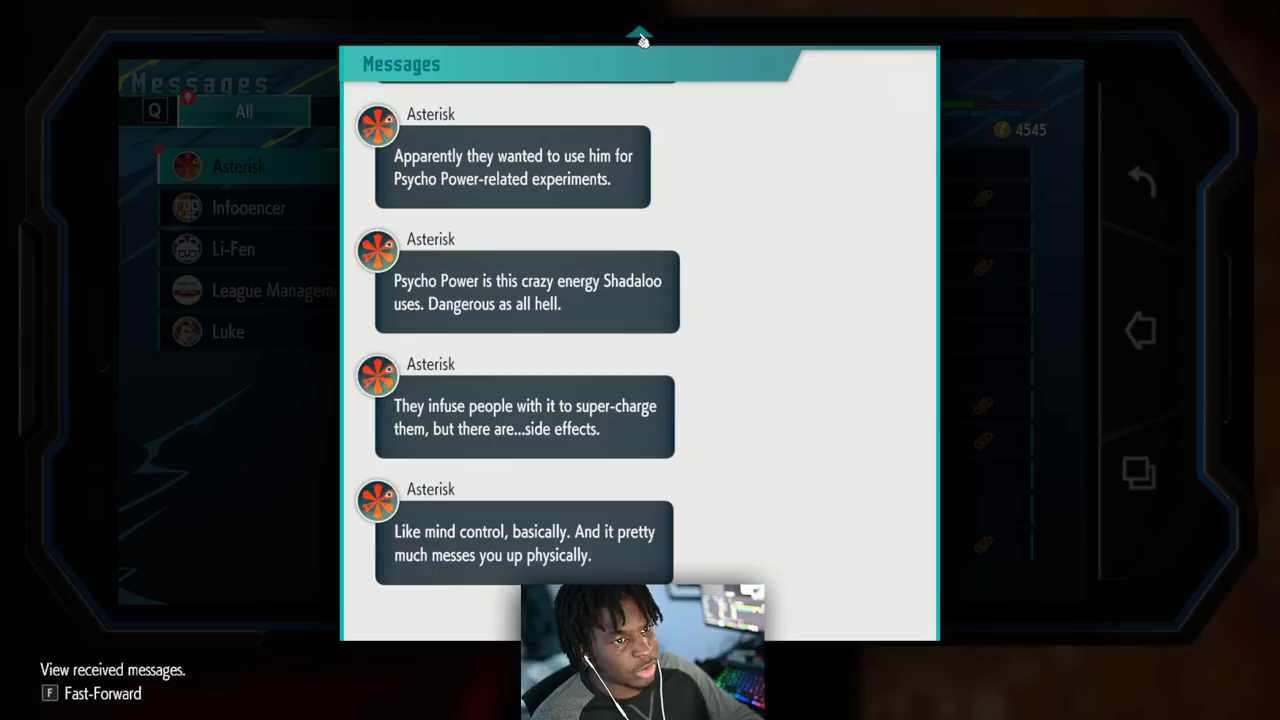 Messages
Q
All
Asterisk
Infooencer
Li-Fen
League Managem
Luke
4545
Messages
Asterisk
Apparently they wanted to use him for
Psycho Power-related experiments.
Asterisk
Psycho Power is this crazy energy Shadaloo
uses. Dangerous as all hell.
Asterisk
They infuse people with it to super-charge
them, but there are...side effects.
Asterisk
Like mind control, basically. And it pretty
much messes you up physically.
View received messages.
F Fast-Forward